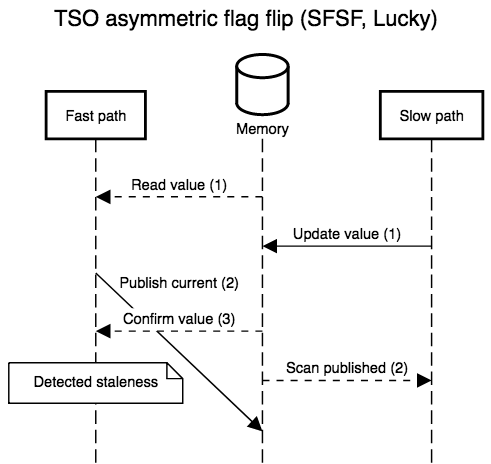 TSO asymmetric flag flip (SFSF, Lucky)
Fast path
Memory
Slow path
Read value (1)
Update value (1)
Publish current (2)
Confirm value (3)
Scan published (2)
Detected staleness